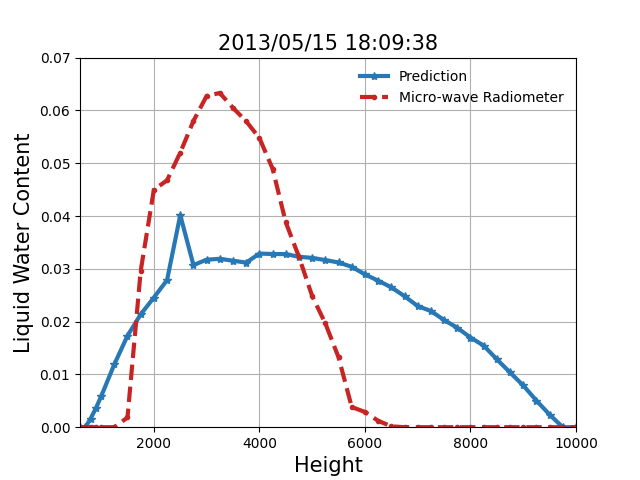 2013/05/15 18:09:38
Prediction
Micro-wave Radiometer
0.07
0.06
0.05
0.04
0.03
0.02
0.01
0.00
Liquid Water Content
2000 4000 6000 8000 10000
Height